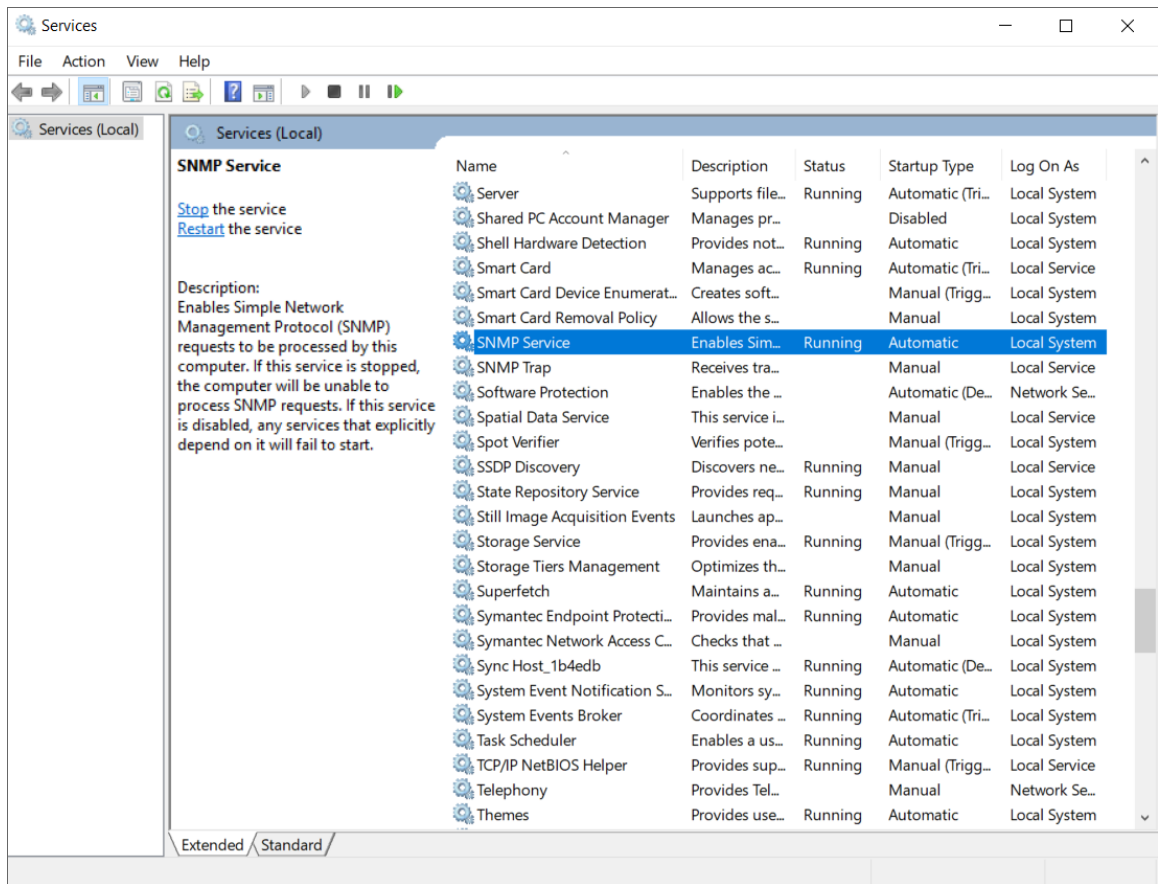 Services
File Action View Help
Services (Local)
Services (Local)
SNMP Service
Stop the service
Restart the service
Description:
Enables Simple Network
Management Protocol (SNMP)
requests to be processed by this
computer. If this service is stopped,
the computer will be unable to
process SNMP requests. If this service
is disabled, any services that explicitly
depend on it will fail to start.
Name Description Status Startup Type Log On As
Server Supports file... Running Automatic (Tri... Local System
Shared PC Account Manager Manages pr... Disabled Local System
Shell Hardware Detection Provides not... Running Automatic Local System
Smart Card Manages ac... Running Automatic (Tri... Local Service
Smart Card Device Enumerat... Creates soft... Manual (Trigg... Local System
Smart Card Removal Policy Allows the s... Manual Local System
SNMP Service Enables Sim... Running Automatic Local System
SNMP Trap Receives tra... Manual Local Service
Software Protection Enables the ... Automatic (De... Network Se...
Spatial Data Service This service i... Manual Local Service
Spot Verifier Verifies pote... Manual (Trigg... Local System
SSDP Discovery Discovers ne... Running Manual Local Service
State Repository Service Provides req... Running Manual Local System
Still Image Acquisition Events Launches ap... Manual Local System
Storage Service Provides ena... Running Manual (Trigg... Local System
Storage Tiers Management Optimizes th... Manual Local System
Superfetch Maintains a... Running Automatic Local System
Symantec Endpoint Protecti... Provides mal... Running Automatic Local System
Symantec Network Access C... Checks that ... Manual Local System
Sync Host_1b4edb This service ... Running Automatic (De... Local System
System Event Notification S... Monitors sy... Running Automatic Local System
System Events Broker Coordinates ... Running Automatic (Tri... Local System
Task Scheduler Enables a us... Running Automatic Local System
TCP/IP NetBIOS Helper Provides sup... Running Manual (Trigg... Local Service
Telephony Provides Tel... Manual Network Se...
Themes Provides use... Running Automatic Local System
Extended Standard